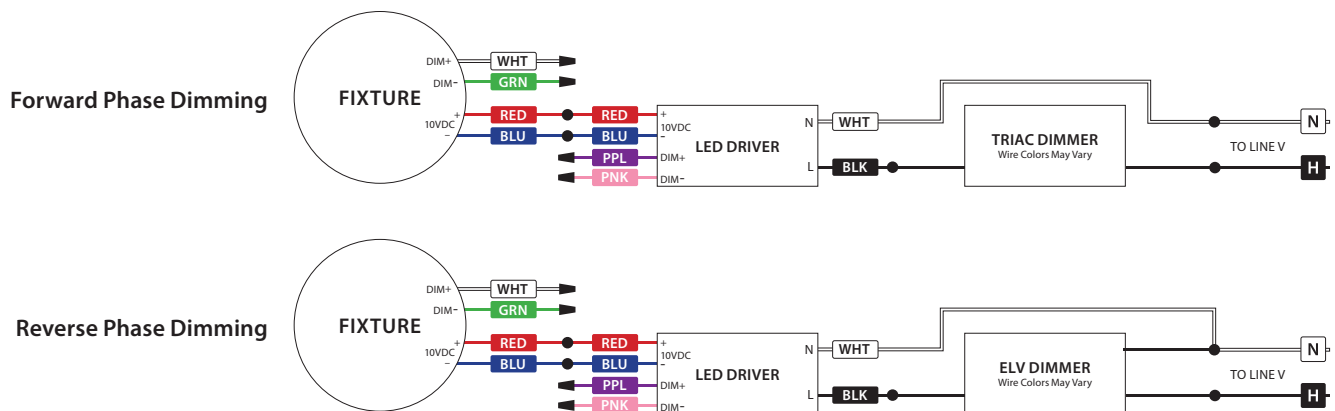 Forward Phase Dimming
FIXTURE
DIM+
WHT
DIM-
GRN
+
10VDC
-
RED
RED
BLU
BLU
PPL
PNK
+
10VDC
-
DIM+
DIM-
LED DRIVER
N
WHT
L
BLK
TRIAC DIMMER
Wire Colors May Vary
N
TO LINE V
H
Reverse Phase Dimming
FIXTURE
DIM+
WHT
DIM-
GRN
+
10VDC
-
RED
RED
BLU
BLU
PPL
PNK
+
10VDC
-
DIM+
DIM-
LED DRIVER
N
WHT
L
BLK
ELV DIMMER
Wire Colors May Vary
N
TO LINE V
H